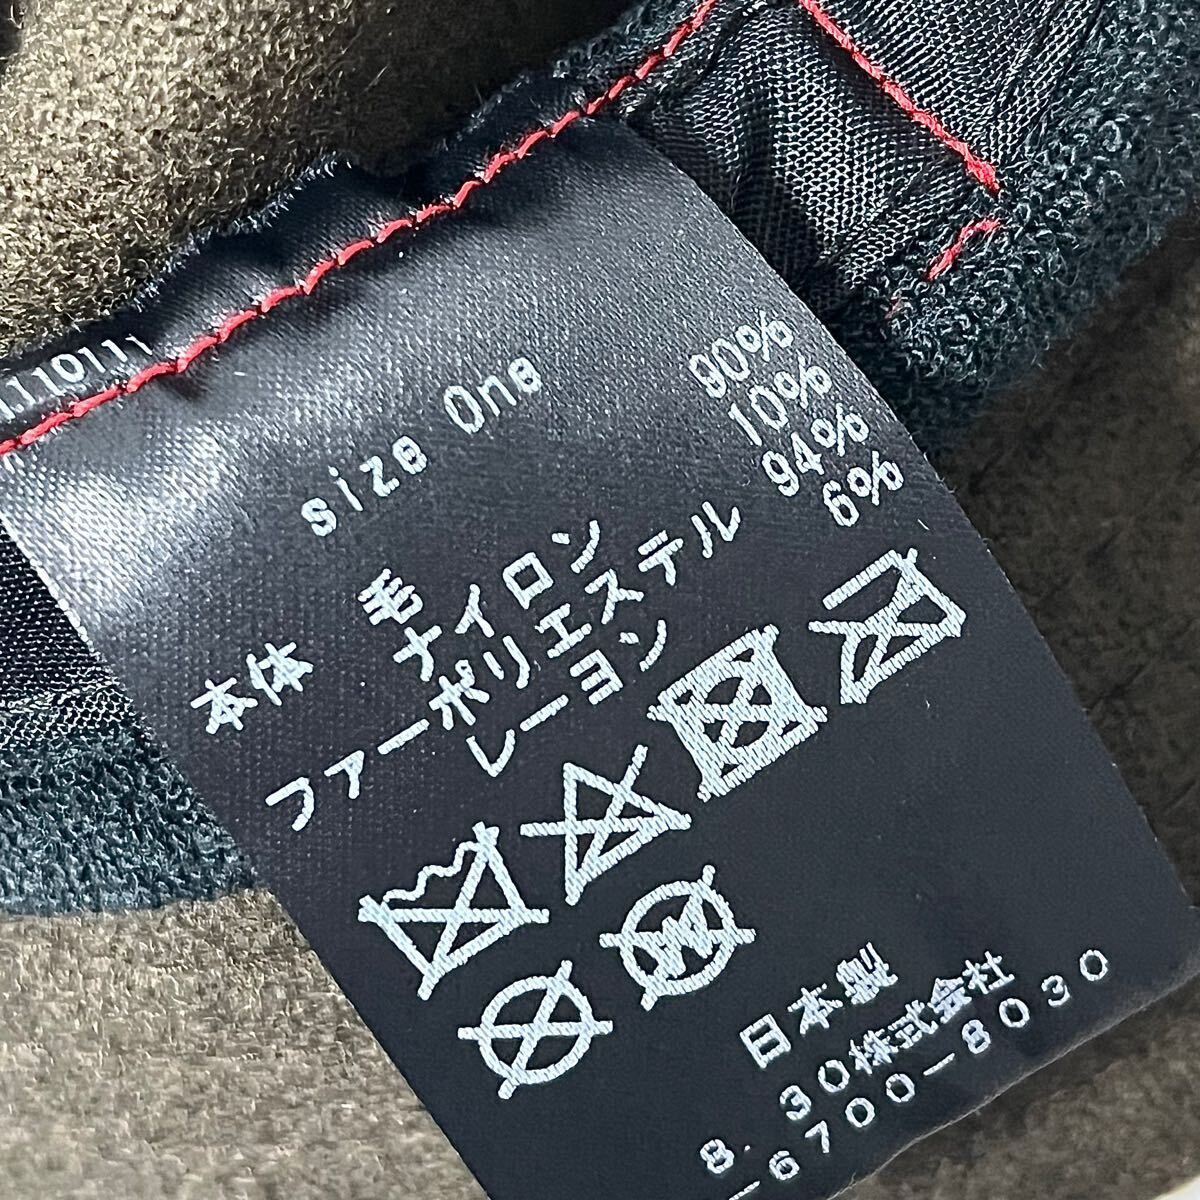 1110111
size One
本体 毛 90%
ナイロン 10%
ファーポリエステル 94%
レーヨン 6%
日本製
8. 30株式会社
-6700-8030